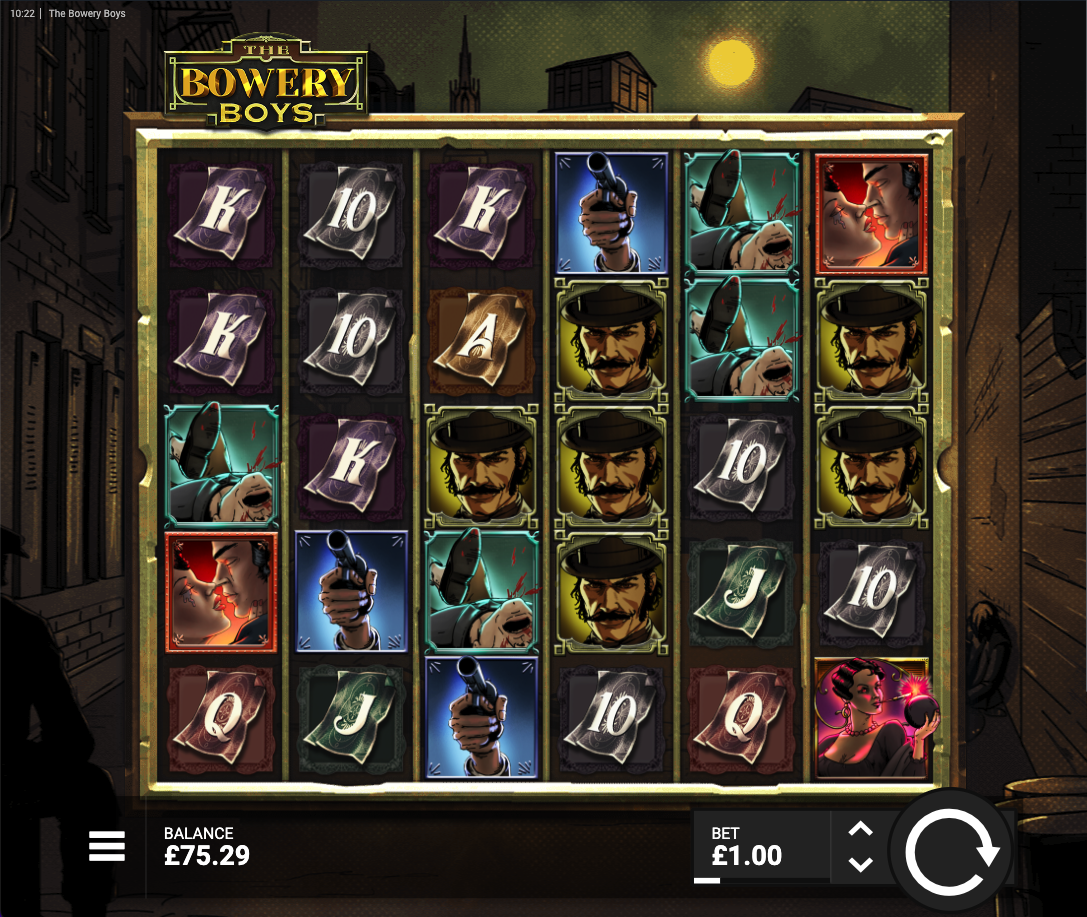 10:22 | The Bowery Boys
THE
BOWERY
BOYS
K 10 K
K 10 A
K 10
J 10
Q J 10 Q
BALANCE
£75.29
BET
£1.00